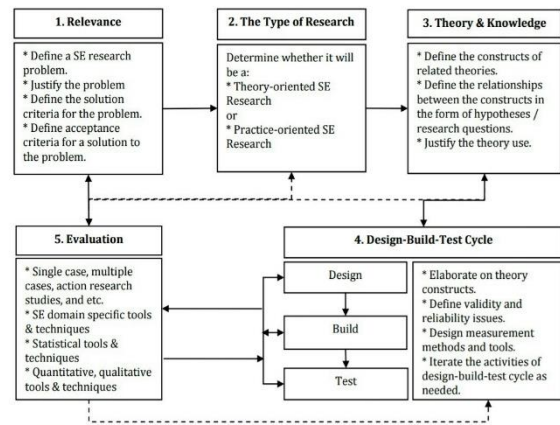 1. Relevance
* Define a SE research
problem.
* Justify the problem
* Define the solution
criteria for the problem.
* Define acceptance
criteria for a solution to
the problem.
2. The Type of Research
Determine whether it will
be a:
* Theory-oriented SE
Research
or
* Practice-oriented SE
Research
3. Theory & Knowledge
* Define the constructs of
related theories.
* Define the relationships
between the constructs in
the form of hypotheses /
research questions.
* Justify the theory use.
5. Evaluation
* Single case, multiple
cases, action research
studies, and etc.
* SE domain specific tools &
techniques
* Statistical tools &
techniques
* Quantitative, qualitative
tools & techniques
4. Design-Build-Test Cycle
Design
Build
Test
* Elaborate on theory
constructs.
* Define validity and
reliability issues.
* Design measurement
methods and tools.
* Iterate the activities of
design-build-test cycle as
needed.